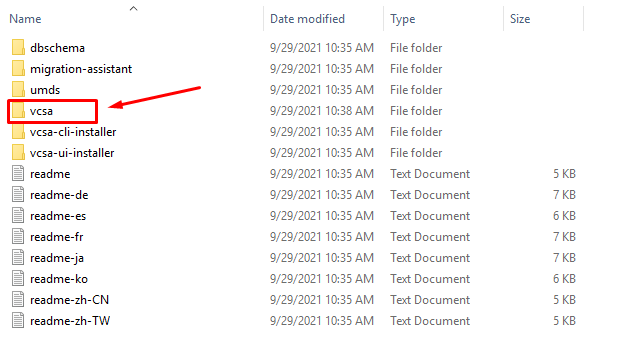 Name Date modified Type Size
dbschema 9/29/2021 10:35 AM File folder
migration-assistant 9/29/2021 10:35 AM File folder
umds 9/29/2021 10:35 AM File folder
vcsa 9/29/2021 10:38 AM File folder
vcsa-cli-installer 9/29/2021 10:35 AM File folder
vcsa-ui-installer 9/29/2021 10:35 AM File folder
readme 9/29/2021 10:35 AM Text Document 5 KB
readme-de 9/29/2021 10:35 AM Text Document 7 KB
readme-es 9/29/2021 10:35 AM Text Document 6 KB
readme-fr 9/29/2021 10:35 AM Text Document 7 KB
readme-ja 9/29/2021 10:35 AM Text Document 7 KB
readme-ko 9/29/2021 10:35 AM Text Document 6 KB
readme-zh-CN 9/29/2021 10:35 AM Text Document 5 KB
readme-zh-TW 9/29/2021 10:35 AM Text Document 5 KB